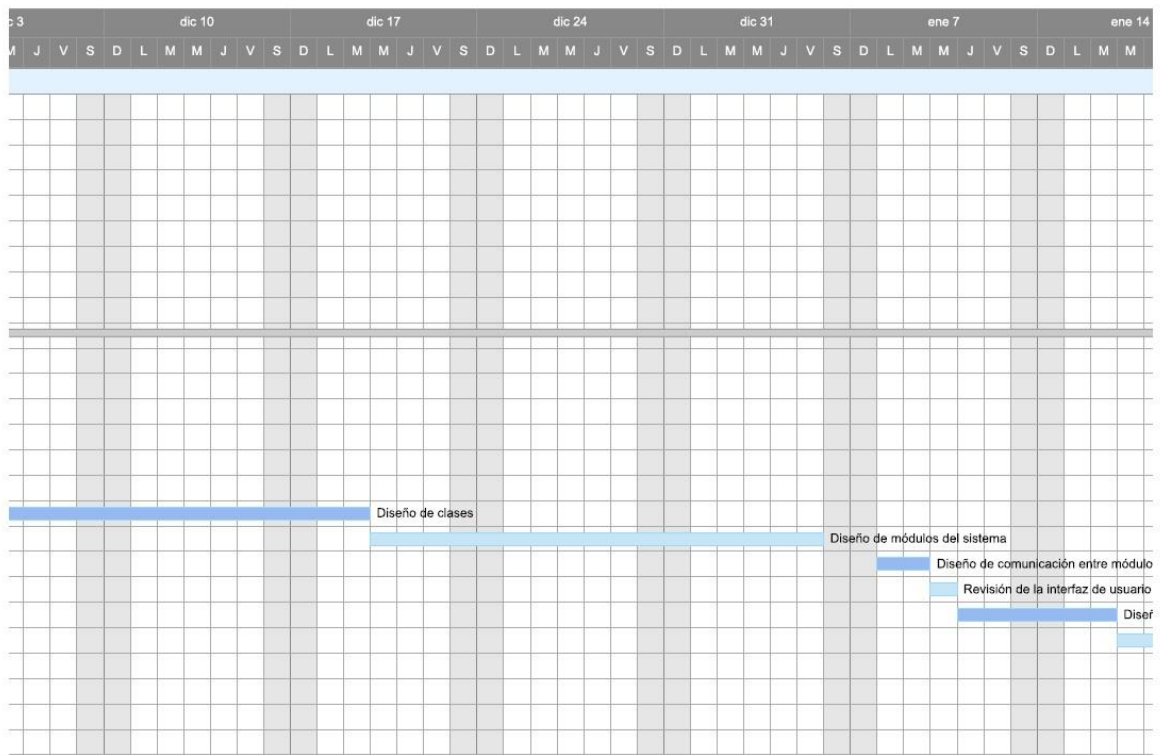 3 dic 10 dic 17 dic 24 dic 31 ene 7 ene 14
J V S D L M M J V S D L M M J V S D L M M J V S D L M M J V S D L M M J V S D L M M
Diseño de clases
Diseño de módulos del sistema
Diseño de comunicación entre módulo
Revisión de la interfaz de usuario